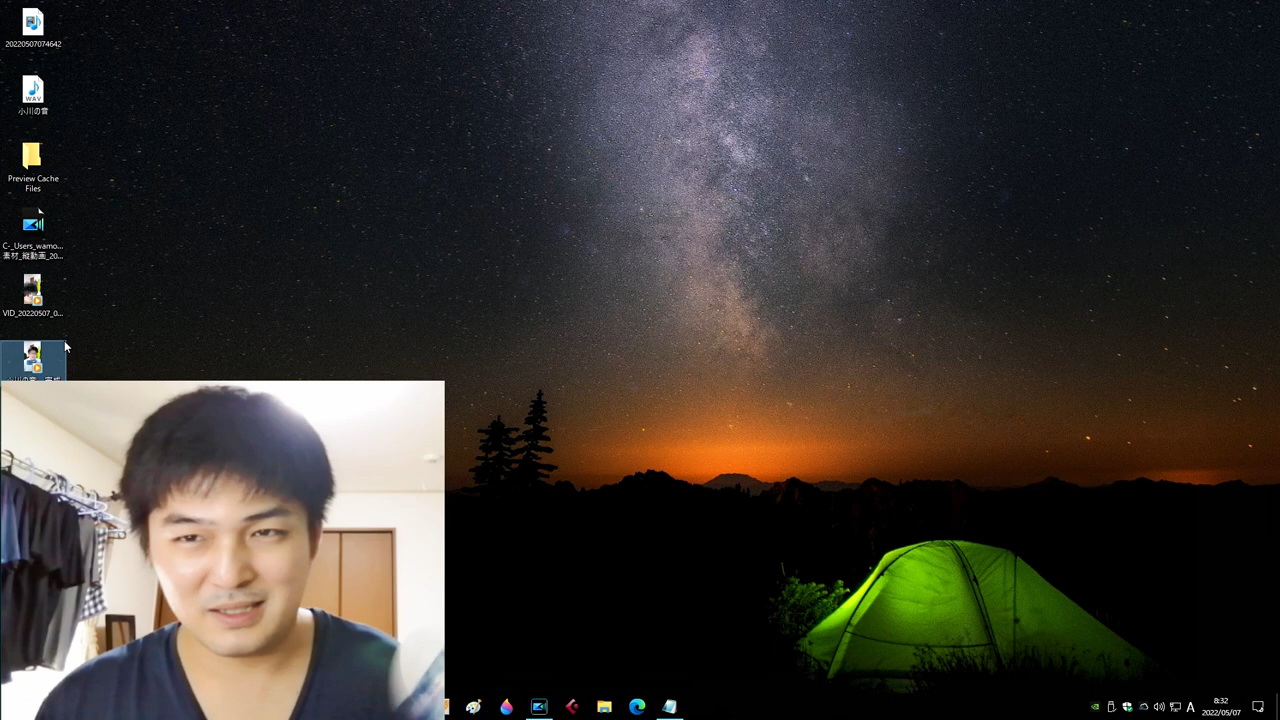 20220507074642
WAV
小川の音
Preview Cache
Files
C-_Users_wamo...
素材_縦動画_20...
VID_20220507_0...
A
8:32
2022/05/07